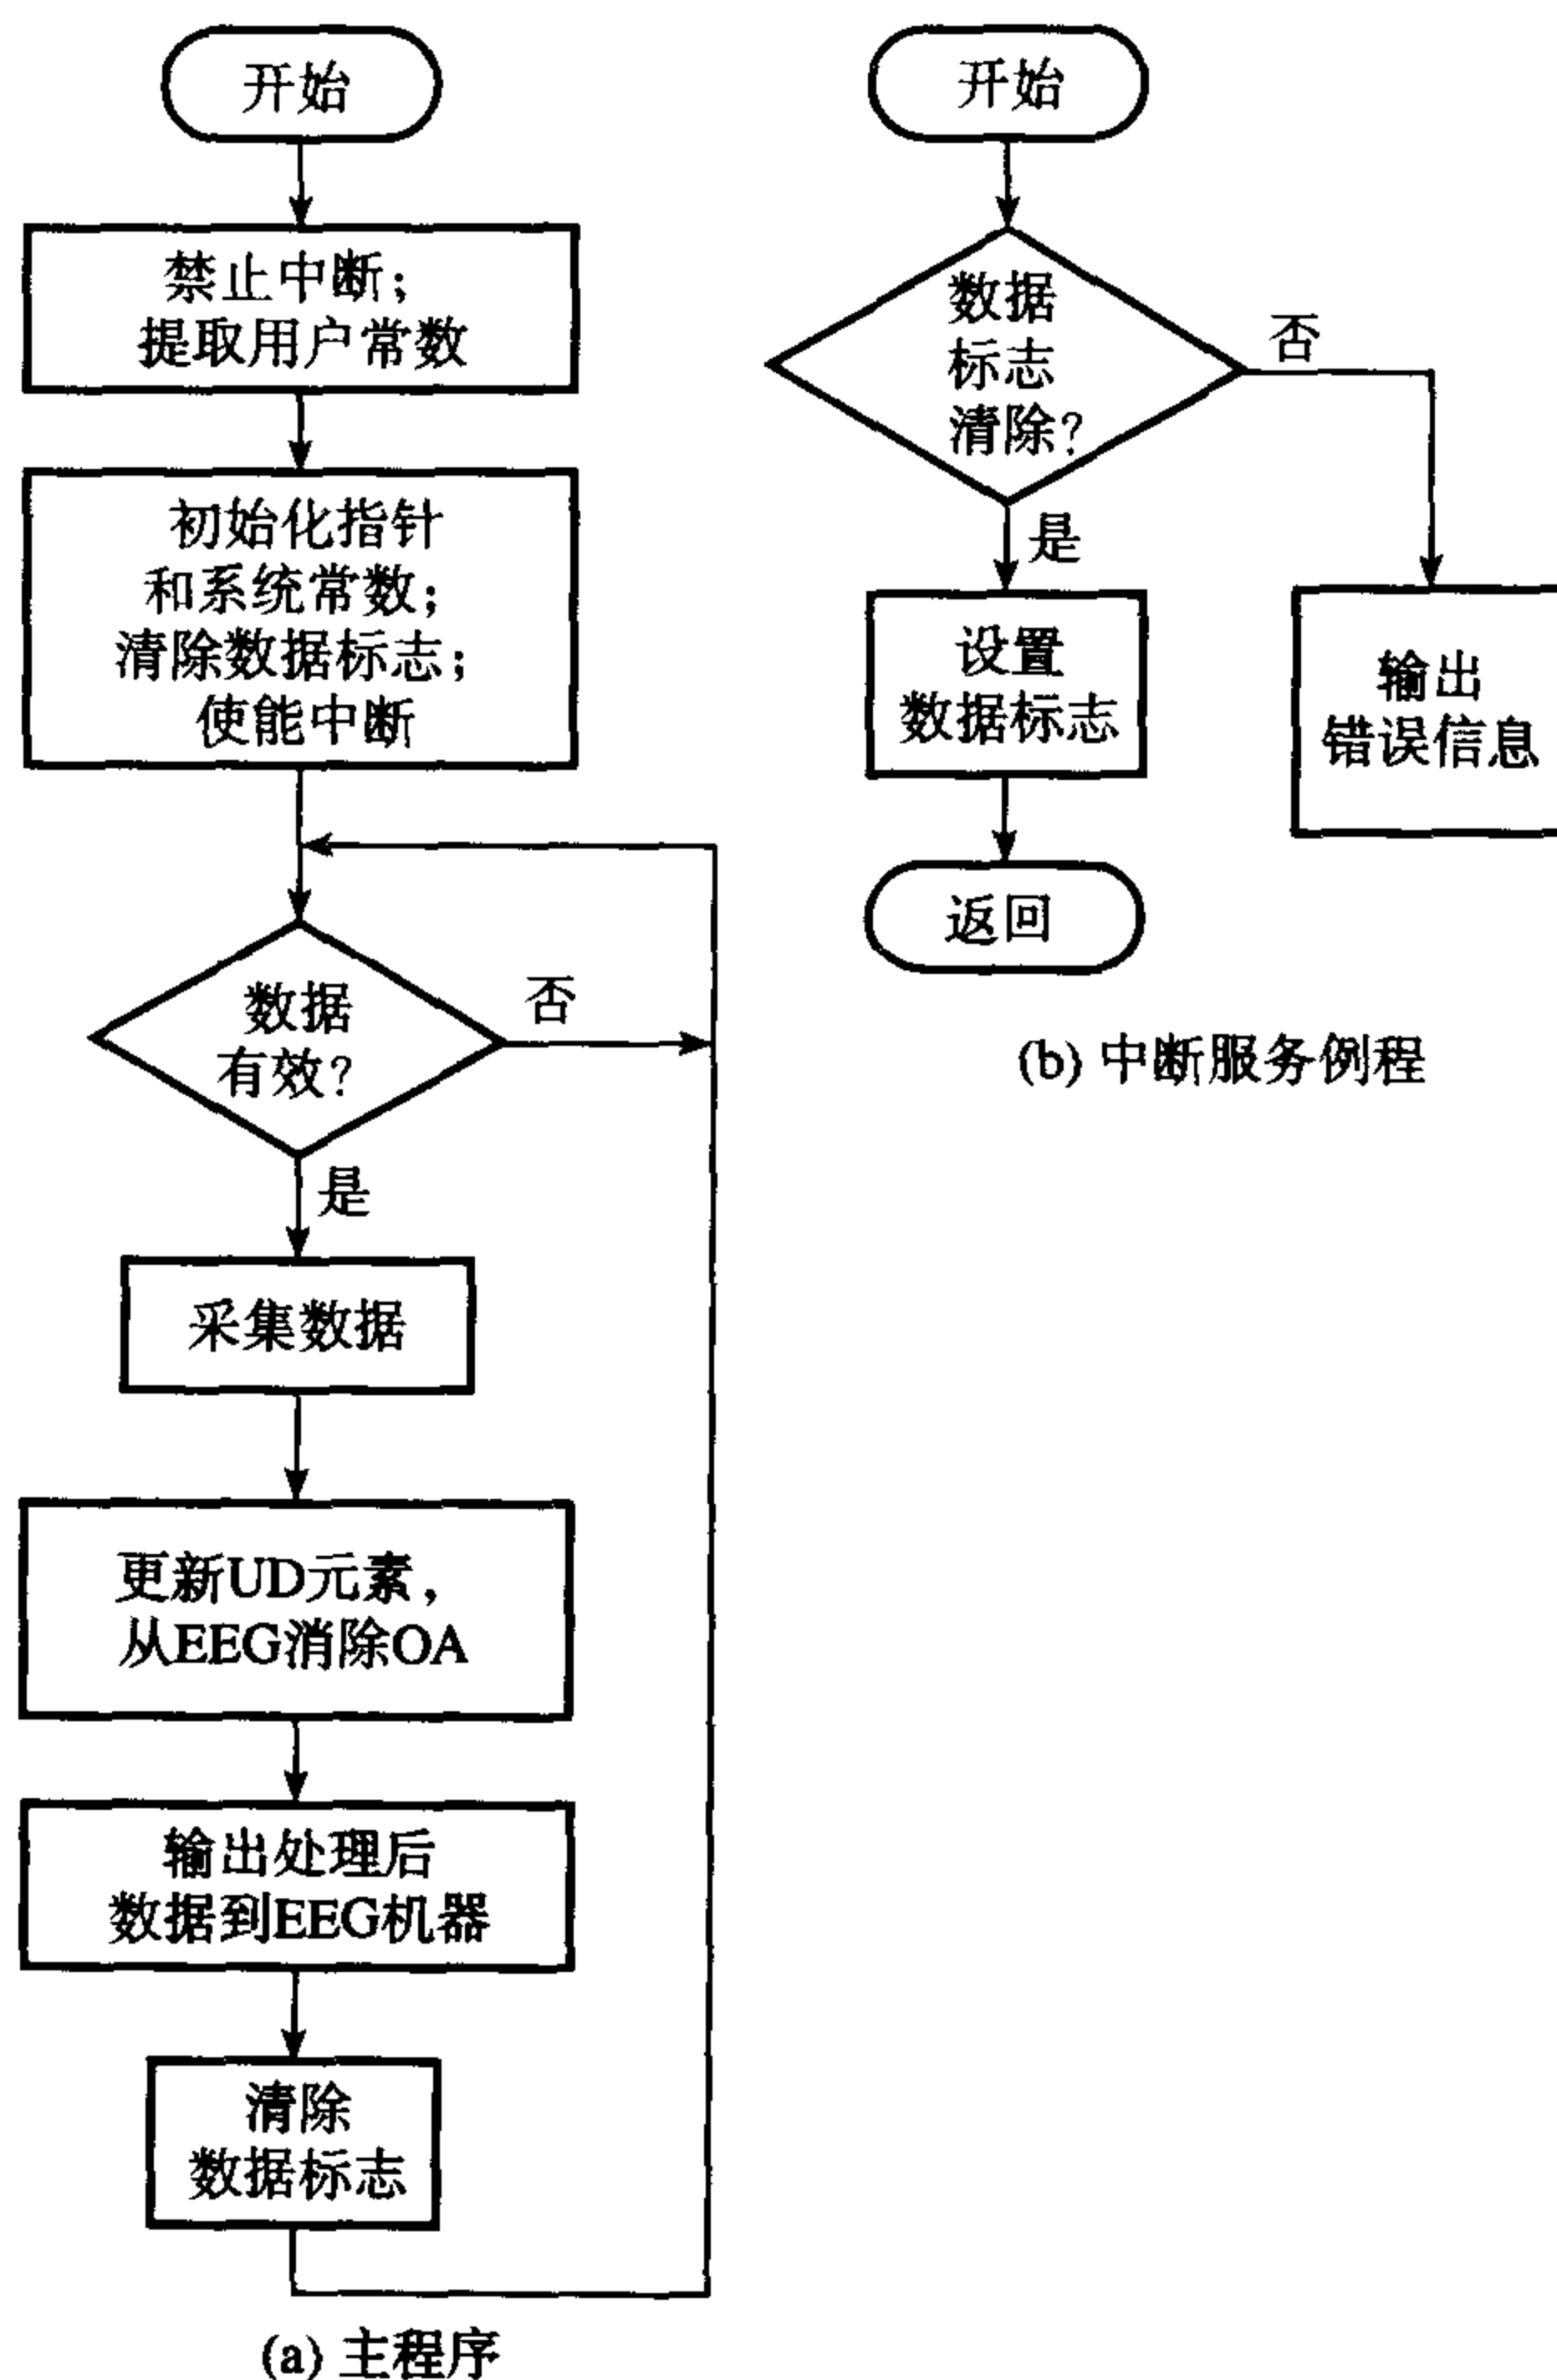 开始
禁止中断;
提取用户常数
初始化指针
和系统常数;
清除数据标志;
使能中断
数据
有效?
否
是
采集数据
更新UD元素,
从EEG消除OA
输出处理后
数据到EEG机器
清除
数据标志
(a) 主程序
开始
数据
标志
清除?
否
是
设置
数据标志
输出
错误信息
返回
(b) 中断服务例程